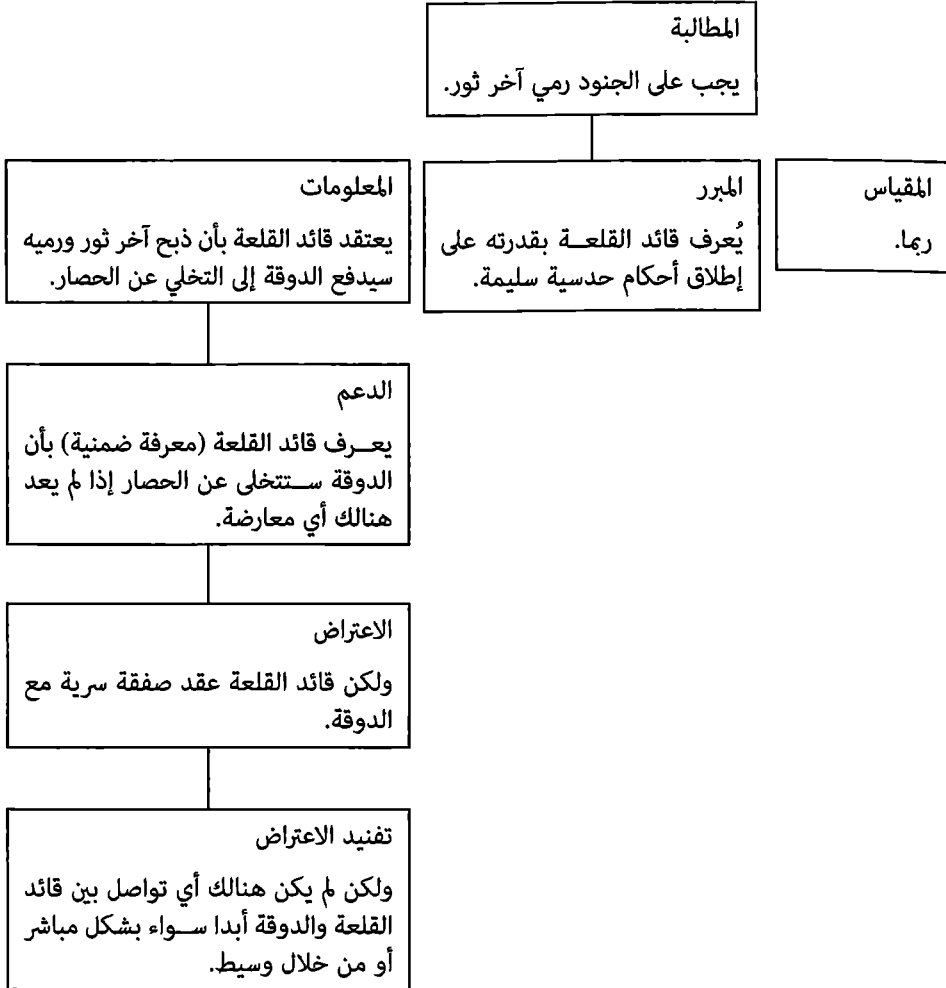 المطالبة
يجب على الجنود رمي آخر ثور.
المقياس
ربما.
المبرر
يُعرف قائد القلعة بقدرته على
إطلاق أحكام حدسية سليمة.
المعلومات
يعتقد قائد القلعة بأن ذبح آخر ثور ورميه
سيدفع الدوقة إلى التخلي عن الحصار.
الدعم
يعرف قائد القلعة (معرفة ضمنية) بأن
الدوقة ستتخلى عن الحصار إذا لم يعد
هنالك أي معارضة.
الاعتراض
ولكن قائد القلعة عقد صفقة سرية مع
الدوقة.
تفنيد الاعتراض
ولكن لم يكن هنالك أي تواصل بين قائد
القلعة والدوقة أبدا سواء بشكل مباشر
أو من خلال وسيط.